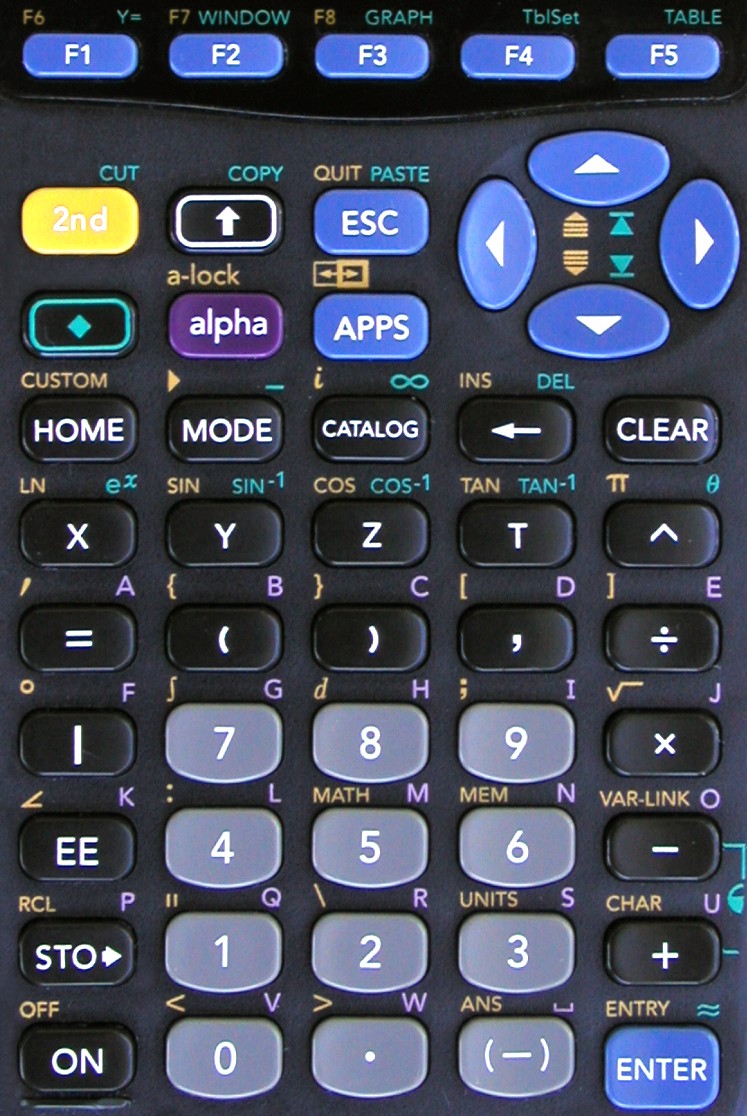 F6 Y= F7 WINDOW F8 GRAPH TblSet TABLE
F1 F2 F3 F4 F5
CUT COPY QUIT PASTE
2nd ESC
a-lock
alpha APPS
CUSTOM _ i ∞ INS DEL
HOME MODE CATALOG ← CLEAR
LN eˣ SIN SIN⁻¹ COS COS⁻¹ TAN TAN⁻¹ π θ
X Y Z T ^
′ A { B } C [ D ] E
= ( ) , ÷
° F ∫ G d H ; I √ J
| 7 8 9 ×
∠ K : L MATH M MEM N VAR-LINK O
EE 4 5 6 −
RCL P " Q \ R UNITS S CHAR U
STO▸ 1 2 3 +
OFF < V > W ANS ␣ ENTRY ≈
ON 0 . (−) ENTER